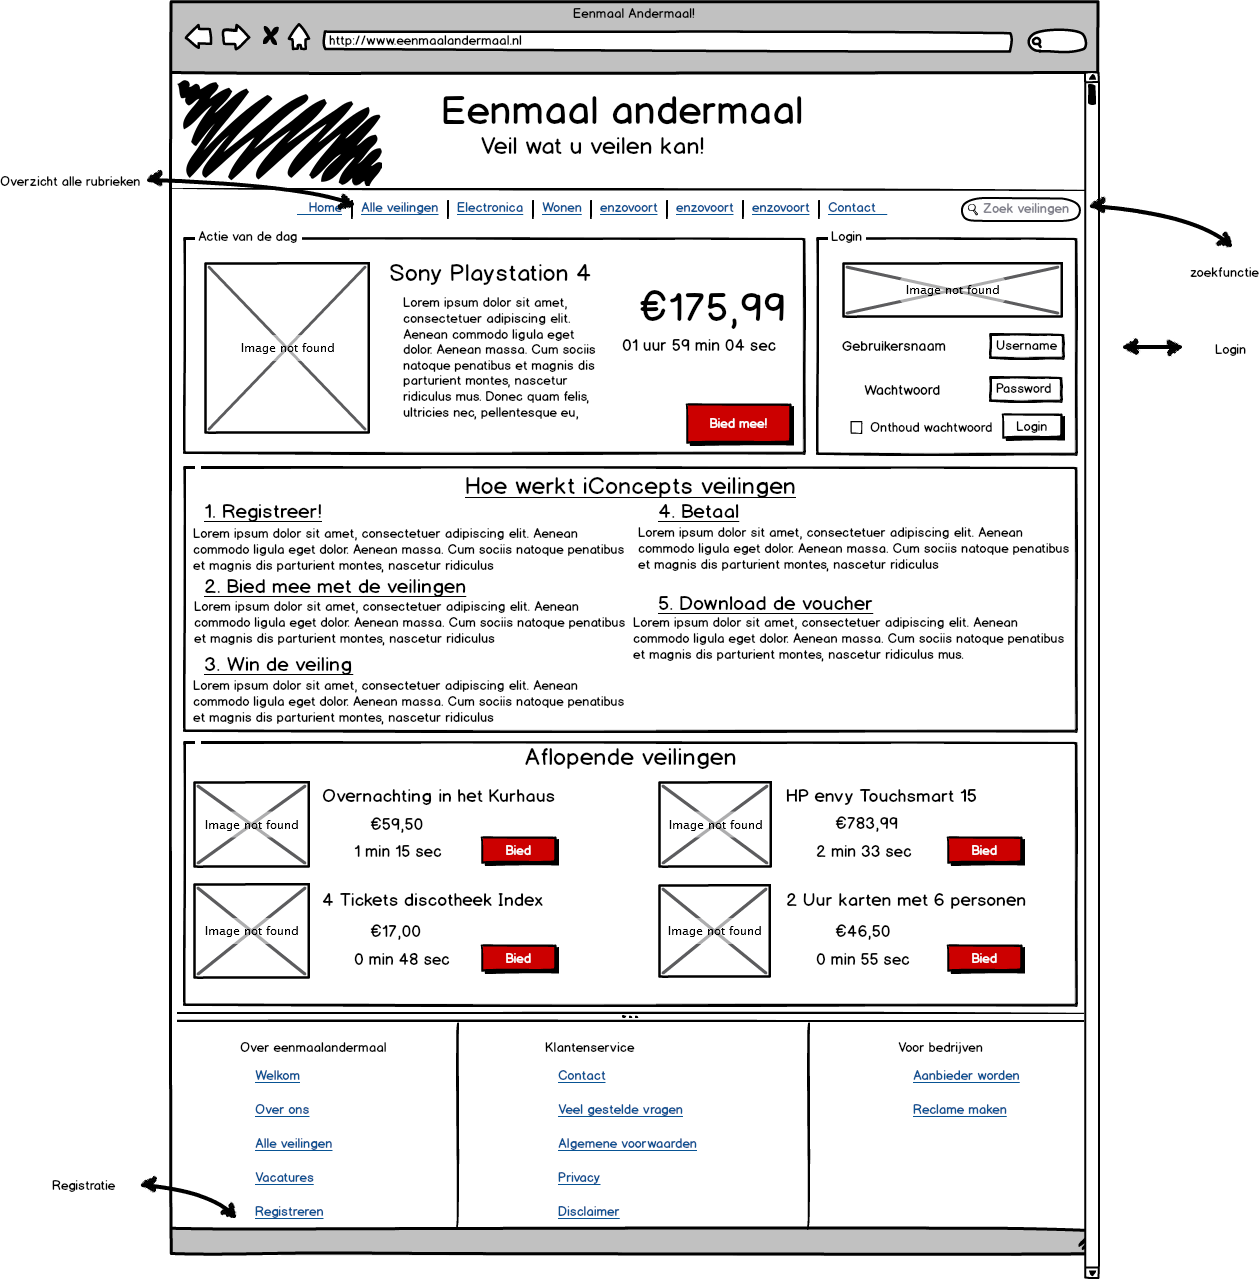 Eenmaal Andermaal!
http://www.eenmaalandermaal.nl
Eenmaal andermaal
Veil wat u veilen kan!
Overzicht alle rubrieken
Home
Alle veilingen
Electronica
Wonen
enzovoort
enzovoort
enzovoort
Contact
Zoek veilingen
zoekfunctie
Actie van de dag
Image not found
Sony Playstation 4
Lorem ipsum dolor sit amet,
consectetuer adipiscing elit.
Aenean commodo ligula eget
dolor. Aenean massa. Cum sociis
natoque penatibus et magnis dis
parturient montes, nascetur
ridiculus mus. Donec quam felis,
ultricies nec, pellentesque eu,
€175,99
01 uur 59 min 04 sec
Bied mee!
Login
Image not found
Gebruikersnaam
Username
Wachtwoord
Password
Onthoud wachtwoord
Login
Login
Hoe werkt iConcepts veilingen
1. Registreer!
Lorem ipsum dolor sit amet, consectetuer adipiscing elit. Aenean
commodo ligula eget dolor. Aenean massa. Cum sociis natoque penatibus
et magnis dis parturient montes, nascetur ridiculus
2. Bied mee met de veilingen
Lorem ipsum dolor sit amet, consectetuer adipiscing elit. Aenean
commodo ligula eget dolor. Aenean massa. Cum sociis natoque penatibus
et magnis dis parturient montes, nascetur ridiculus
3. Win de veiling
Lorem ipsum dolor sit amet, consectetuer adipiscing elit. Aenean
commodo ligula eget dolor. Aenean massa. Cum sociis natoque penatibus
et magnis dis parturient montes, nascetur ridiculus
4. Betaal
Lorem ipsum dolor sit amet, consectetuer adipiscing elit. Aenean
commodo ligula eget dolor. Aenean massa. Cum sociis natoque penatibus
et magnis dis parturient montes, nascetur ridiculus
5. Download de voucher
Lorem ipsum dolor sit amet, consectetuer adipiscing elit. Aenean
commodo ligula eget dolor. Aenean massa. Cum sociis natoque penatibus
et magnis dis parturient montes, nascetur ridiculus mus.
Aflopende veilingen
Image not found
Overnachting in het Kurhaus
€59,50
1 min 15 sec
Bied
Image not found
HP envy Touchsmart 15
€783,99
2 min 33 sec
Bied
Image not found
4 Tickets discotheek Index
€17,00
0 min 48 sec
Bied
Image not found
2 Uur karten met 6 personen
€46,50
0 min 55 sec
Bied
Over eenmaalandermaal
Welkom
Over ons
Alle veilingen
Vacatures
Registreren
Registratie
Klantenservice
Contact
Veel gestelde vragen
Algemene voorwaarden
Privacy
Disclaimer
Voor bedrijven
Aanbieder worden
Reclame maken